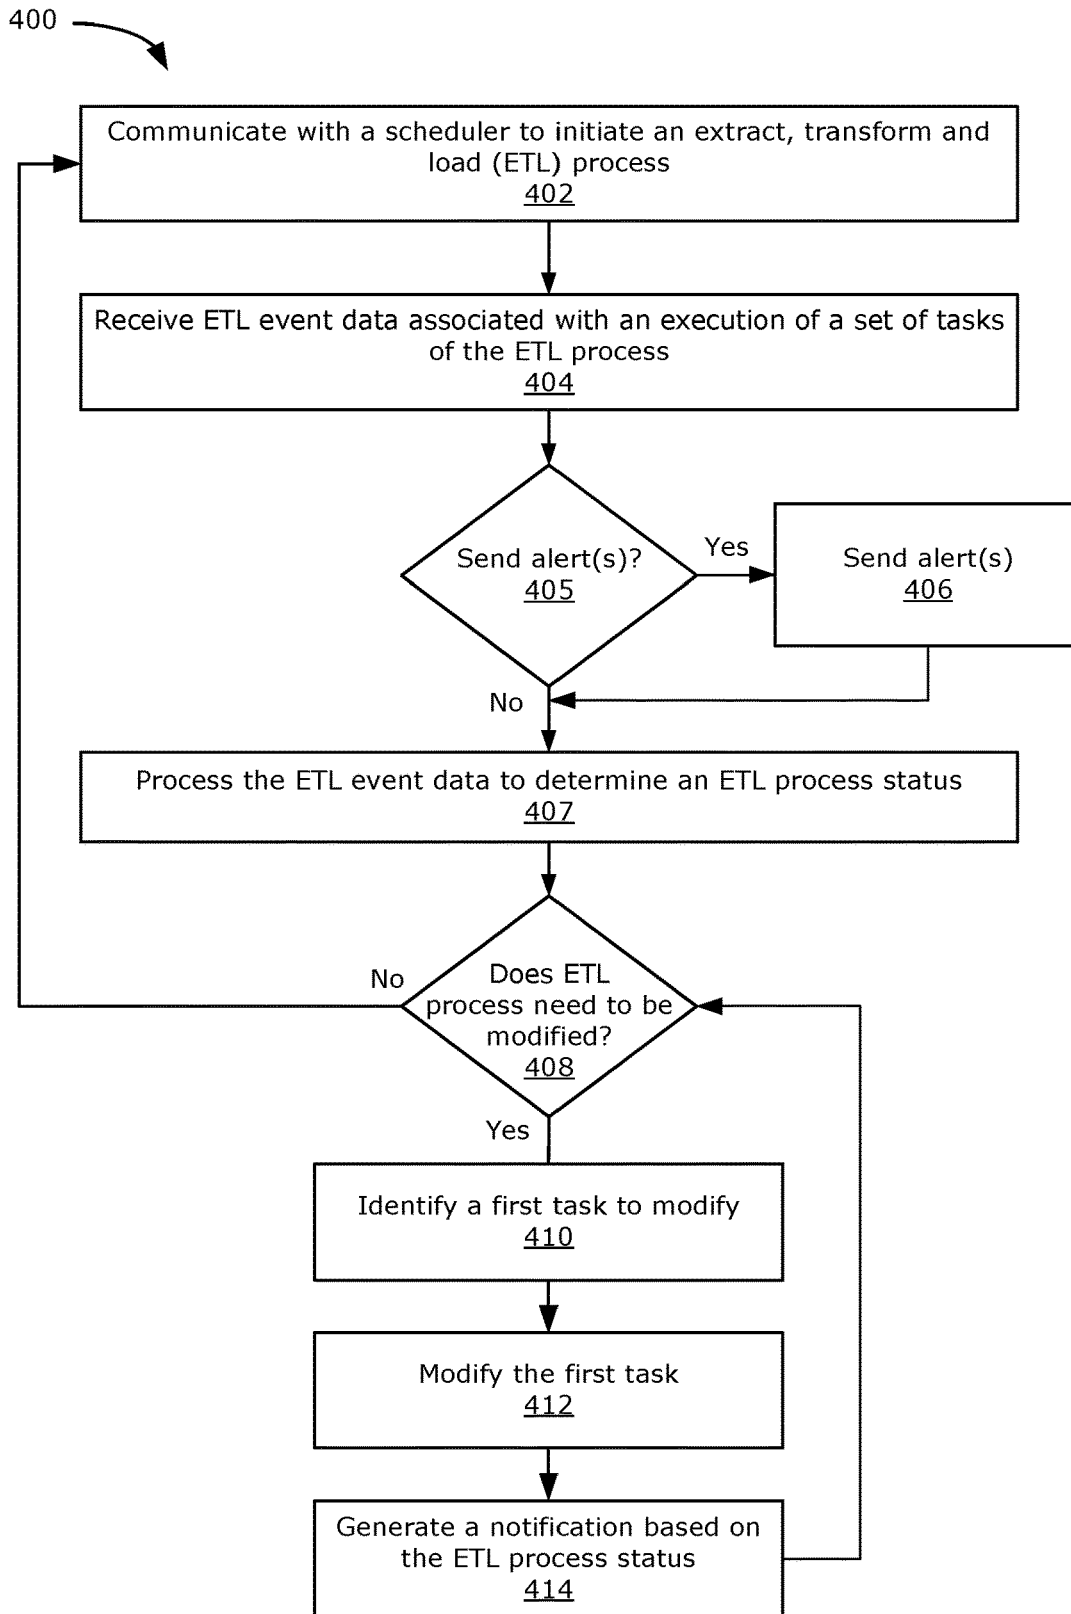 400
Communicate with a scheduler to initiate an extract, transform and
load (ETL) process
402
Receive ETL event data associated with an execution of a set of tasks
of the ETL process
404
Send alert(s)?
405
Yes
Send alert(s)
406
No
Process the ETL event data to determine an ETL process status
407
No
Does ETL
process need to be
modified?
408
Yes
Identify a first task to modify
410
Modify the first task
412
Generate a notification based on
the ETL process status
414